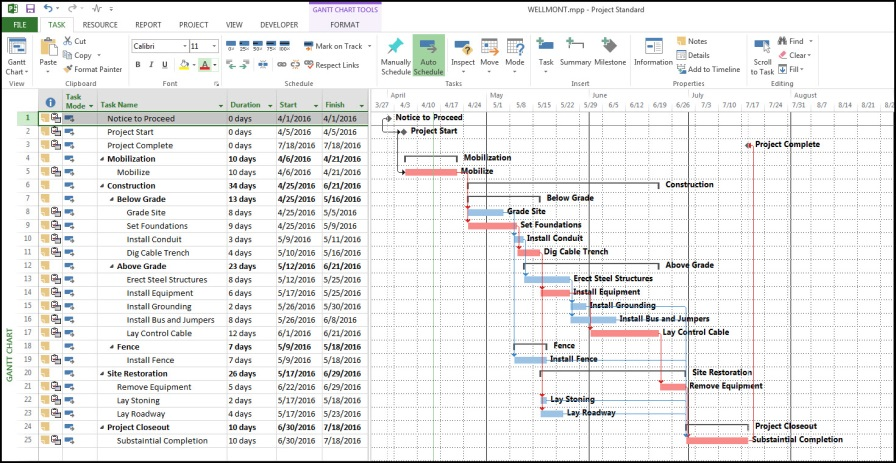 GANTT CHART TOOLS
WELLMONT.mpp - Project Standard
FILE TASK RESOURCE REPORT PROJECT VIEW DEVELOPER FORMAT
Gantt Chart
Paste
Cut
Copy
Format Painter
Calibri 11
B I U A
0% 25% 50% 75% 100%
Mark on Track
Respect Links
Manually Schedule
Auto Schedule
Inspect Move Mode
Task Summary Milestone
Information
Notes
Details
Add to Timeline
Scroll to Task
Find
Clear
Fill
View Clipboard Font Schedule Tasks Insert Properties Editing
Task Mode Task Name Duration Start Finish
April May June July August
3/27 4/3 4/10 4/17 4/24 5/1 5/8 5/15 5/22 5/29 6/5 6/12 6/19 6/26 7/3 7/10 7/17 7/24 7/31 8/7 8/14 8/21 8/2
1 Notice to Proceed 0 days 4/1/2016 4/1/2016 Notice to Proceed
2 Project Start 0 days 4/5/2016 4/5/2016 Project Start
3 Project Complete 0 days 7/18/2016 7/18/2016 Project Complete
4 Mobilization 10 days 4/6/2016 4/21/2016 Mobilization
5 Mobilize 10 days 4/6/2016 4/21/2016 Mobilize
6 Construction 34 days 4/25/2016 6/21/2016 Construction
7 Below Grade 13 days 4/25/2016 5/16/2016 Below Grade
8 Grade Site 8 days 4/25/2016 5/5/2016 Grade Site
9 Set Foundations 9 days 4/25/2016 5/9/2016 Set Foundations
10 Install Conduit 3 days 5/9/2016 5/11/2016 Install Conduit
11 Dig Cable Trench 4 days 5/10/2016 5/16/2016 Dig Cable Trench
12 Above Grade 23 days 5/12/2016 6/21/2016 Above Grade
13 Erect Steel Structures 8 days 5/12/2016 5/25/2016 Erect Steel Structures
14 Install Equipment 6 days 5/17/2016 5/25/2016 Install Equipment
15 Install Grounding 2 days 5/26/2016 5/30/2016 Install Grounding
16 Install Bus and Jumpers 8 days 5/26/2016 6/8/2016 Install Bus and Jumpers
17 Lay Control Cable 12 days 6/1/2016 6/21/2016 Lay Control Cable
18 Fence 7 days 5/9/2016 5/18/2016 Fence
19 Install Fence 7 days 5/9/2016 5/18/2016 Install Fence
20 Site Restoration 26 days 5/17/2016 6/29/2016 Site Restoration
21 Remove Equipment 5 days 6/22/2016 6/29/2016 Remove Equipment
22 Lay Stoning 2 days 5/17/2016 5/18/2016 Lay Stoning
23 Lay Roadway 4 days 5/17/2016 5/23/2016 Lay Roadway
24 Project Closeout 10 days 6/30/2016 7/18/2016 Project Closeout
25 Substaintial Completion 10 days 6/30/2016 7/18/2016 Substaintial Completion
GANTT CHART